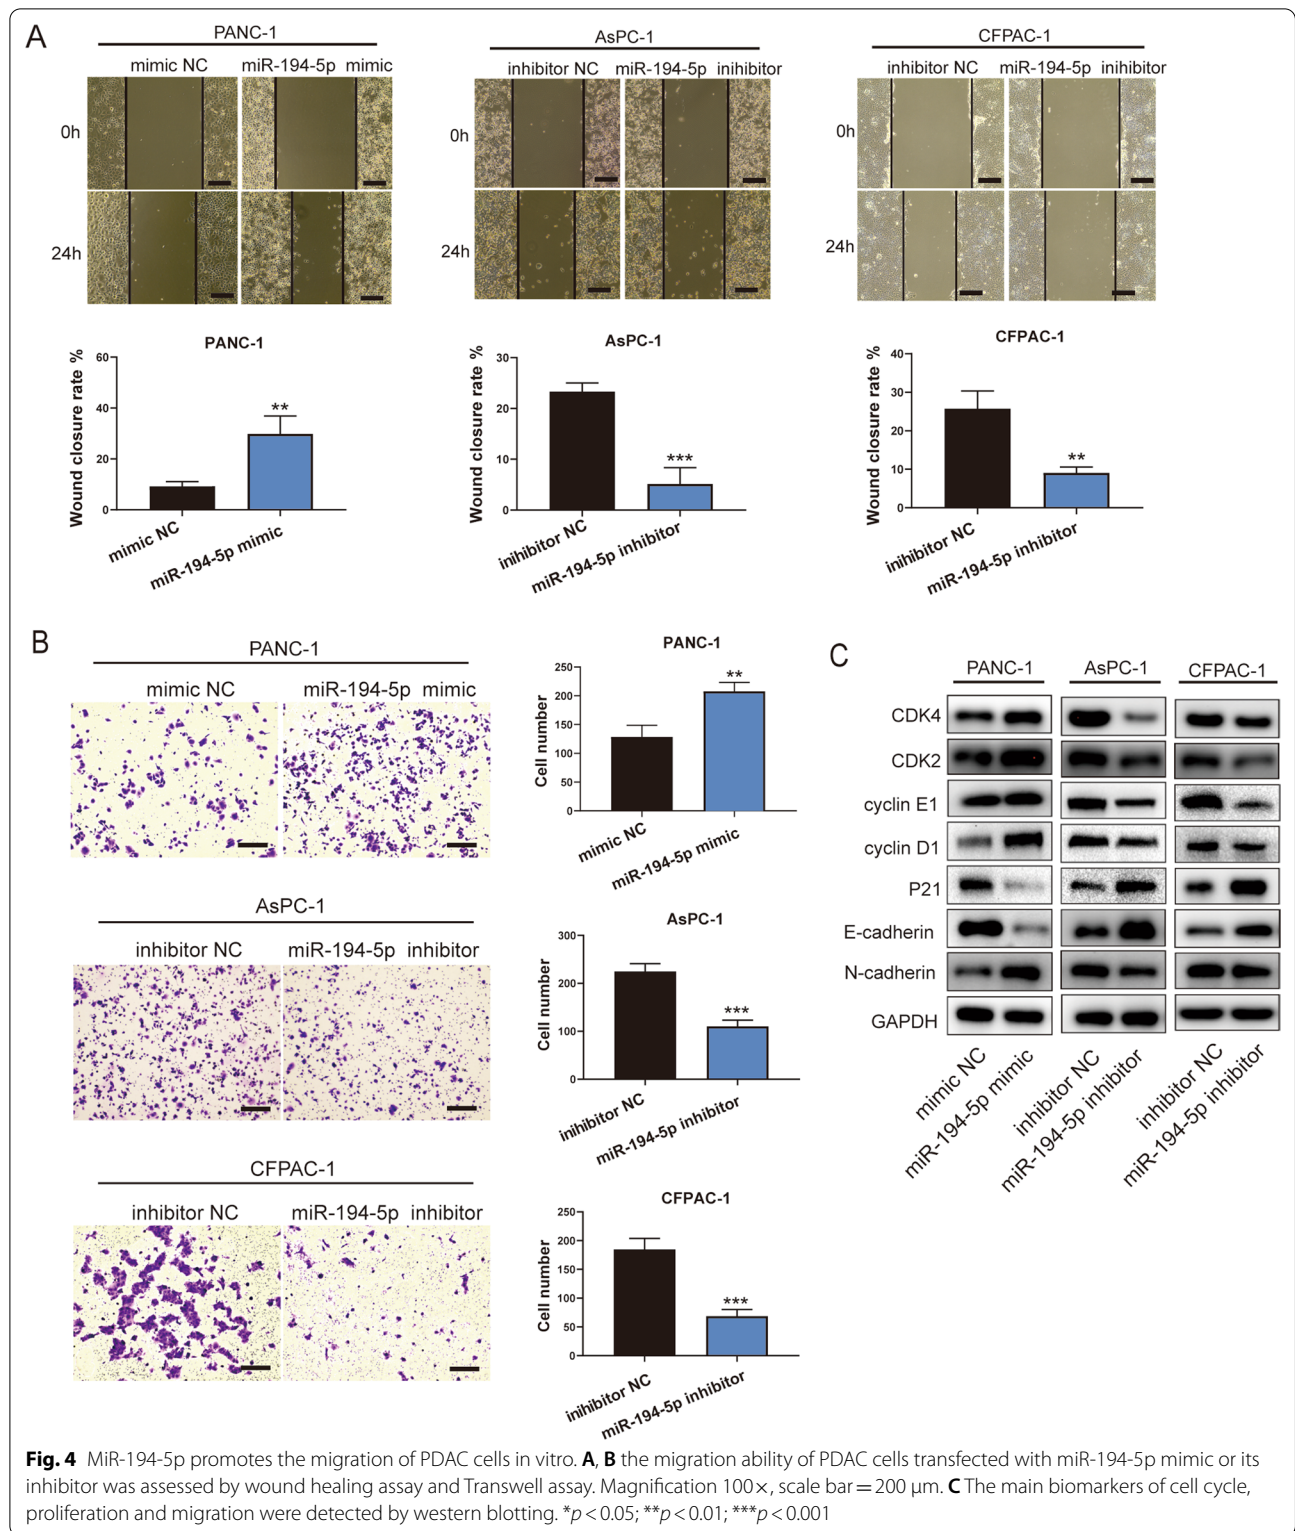 A
PANC-1
mimic NC miR-194-5p mimic
0h
24h
AsPC-1
inhibitor NC miR-194-5p inihibitor
0h
24h
CFPAC-1
inhibitor NC miR-194-5p inihibitor
0h
24h
PANC-1
Wound closure rate %
60
40
20
0
**
mimic NC
miR-194-5p mimic
AsPC-1
Wound closure rate %
30
20
10
0
***
inihibitor NC
miR-194-5p inhibitor
CFPAC-1
Wound closure rate %
40
30
20
10
0
**
inihibitor NC
miR-194-5p inhibitor
B
PANC-1
mimic NC miR-194-5p mimic
PANC-1
Cell number
250
200
150
100
50
0
**
mimic NC
miR-194-5p mimic
AsPC-1
inhibitor NC miR-194-5p inhibitor
AsPC-1
Cell number
300
200
100
0
***
inihibitor NC
miR-194-5p inhibitor
CFPAC-1
inhibitor NC miR-194-5p inhibitor
CFPAC-1
Cell number
250
200
150
100
50
0
***
inihibitor NC
miR-194-5p inhibitor
C
PANC-1 AsPC-1 CFPAC-1
CDK4
CDK2
cyclin E1
cyclin D1
P21
E-cadherin
N-cadherin
GAPDH
mimic NC
miR-194-5p mimic
inhibitor NC
miR-194-5p inhibitor
inhibitor NC
miR-194-5p inhibitor
Fig. 4 MiR-194-5p promotes the migration of PDAC cells in vitro. A, B the migration ability of PDAC cells transfected with miR-194-5p mimic or its
inhibitor was assessed by wound healing assay and Transwell assay. Magnification 100×, scale bar = 200 μm. C The main biomarkers of cell cycle,
proliferation and migration were detected by western blotting. *p < 0.05; **p < 0.01; ***p < 0.001